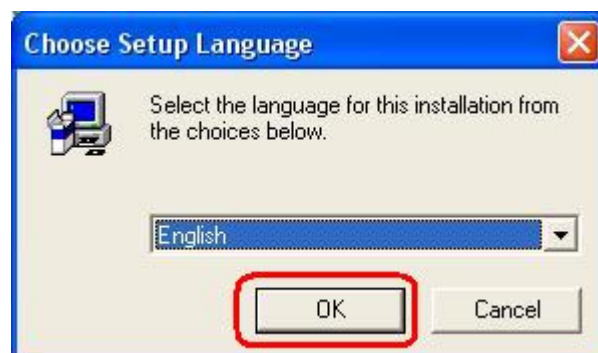 Choose Setup Language
Select the language for this installation from
the choices below.
English
OK
Cancel